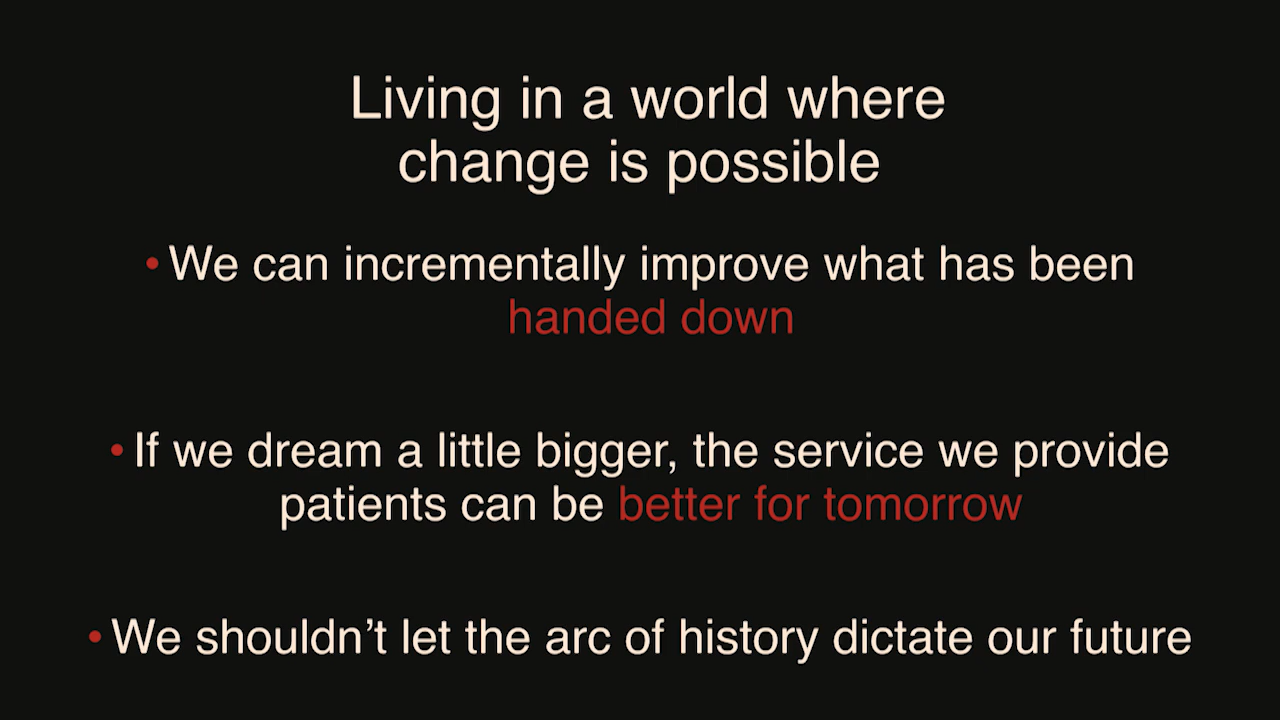 Living in a world where
change is possible
• We can incrementally improve what has been
handed down
• If we dream a little bigger, the service we provide
patients can be better for tomorrow
• We shouldn’t let the arc of history dictate our future